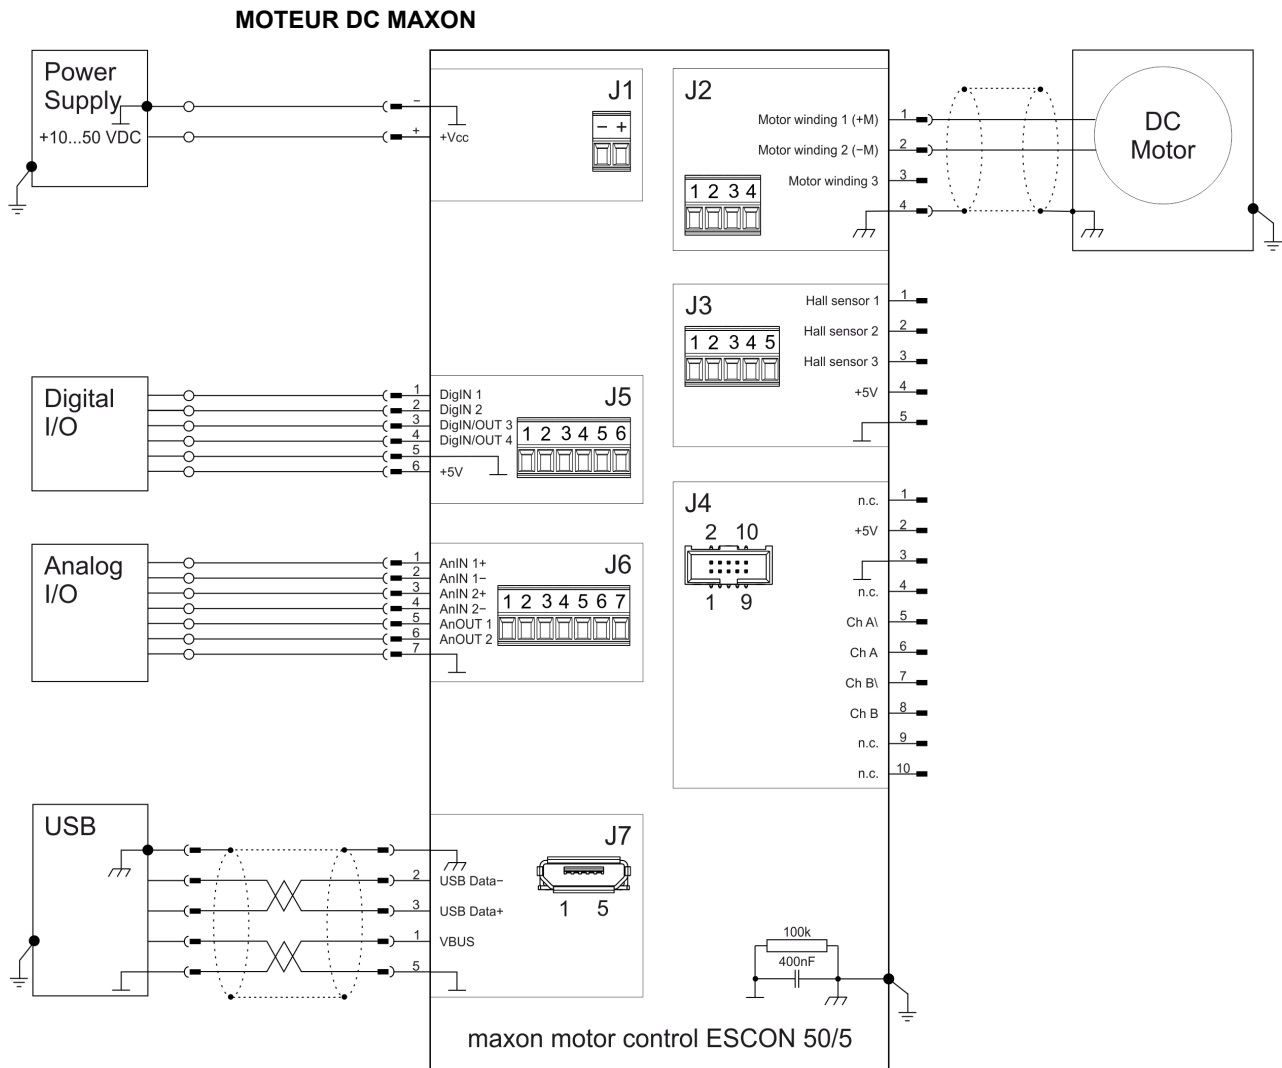 MOTEUR DC MAXON
Power
Supply
+10...50 VDC
−
+
+Vcc
J1
− +
J2
1 2 3 4
Motor winding 1 (+M)
1
Motor winding 2 (−M)
2
Motor winding 3
3
4
DC
Motor
J3
1 2 3 4 5
Hall sensor 1
1
Hall sensor 2
2
Hall sensor 3
3
+5V
4
5
Digital
I/O
1
DigIN 1
2
DigIN 2
3
DigIN/OUT 3
4
DigIN/OUT 4
5
6
+5V
J5
1 2 3 4 5 6
J4
2 10
1 9
n.c.
1
+5V
2
3
n.c.
4
Ch A\
5
Ch A
6
Ch B\
7
Ch B
8
n.c.
9
n.c.
10
Analog
I/O
1
AnIN 1+
2
AnIN 1−
3
AnIN 2+
4
AnIN 2−
5
AnOUT 1
6
AnOUT 2
7
J6
1 2 3 4 5 6 7
USB
2
USB Data−
3
USB Data+
1
VBUS
5
J7
1 5
100k
400nF
maxon motor control ESCON 50/5